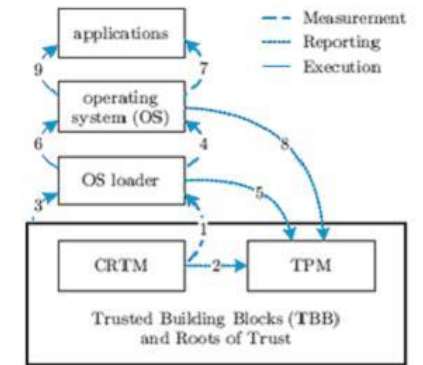 applications
Measurement
Reporting
Execution
9
7
operating
system (OS)
6
4
8
OS loader
3
5
1
CRTM
2
TPM
Trusted Building Blocks (TBB)
and Roots of Trust